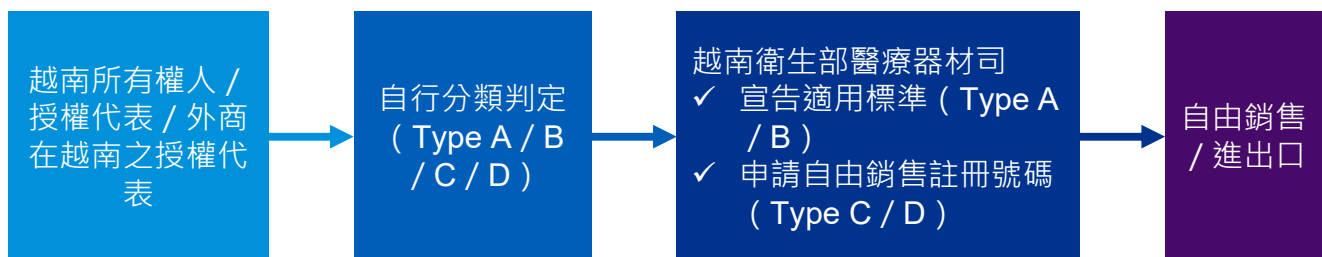 越南所有權人 /
授權代表 / 外商
在越南之授權代
表
自行分類判定
( Type A / B
/ C / D )
越南衛生部醫療器材司
✓ 宣告適用標準 ( Type A
/ B )
✓ 申請自由銷售註冊號碼
( Type C / D )
自由銷售
/ 進出口